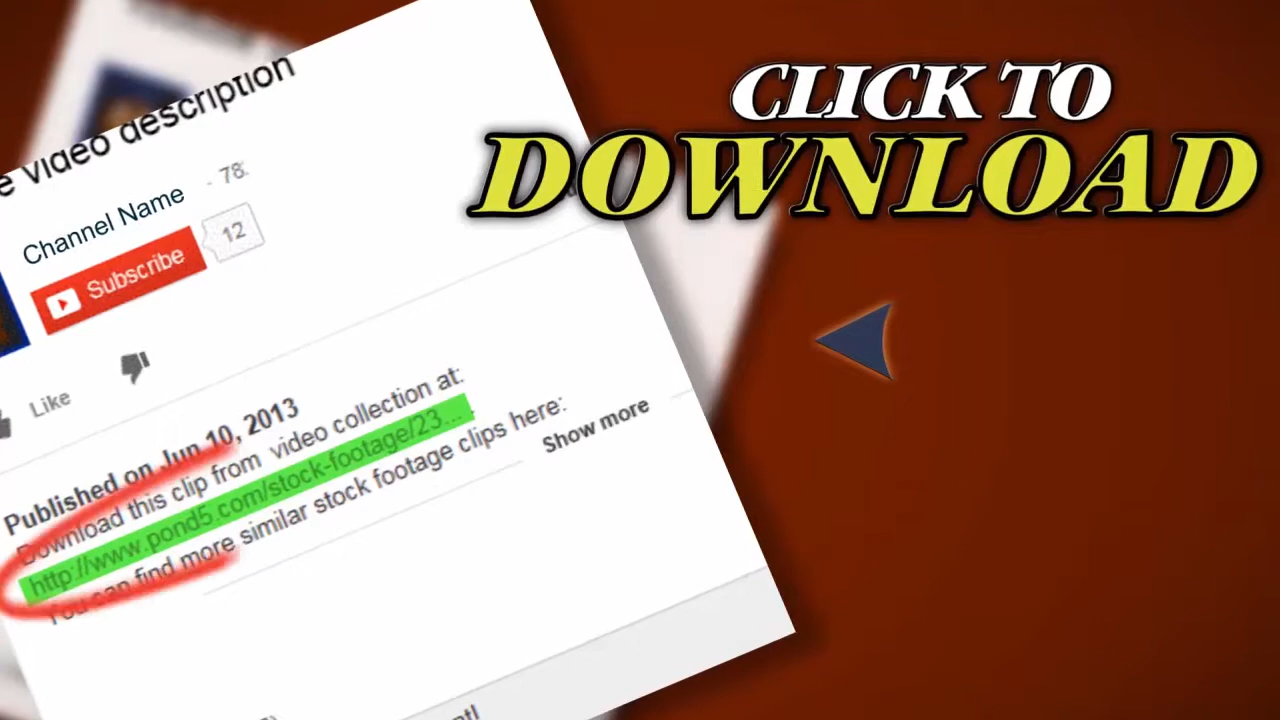 CLICK TO
DOWNLOAD
e video description
Channel Name - 78
Subscribe 12
Like
Published on Jun 10, 2013
Download this clip from video collection at:
http://www.pond5.com/stock-footage/23...
You can find more similar stock footage clips here:
Show more